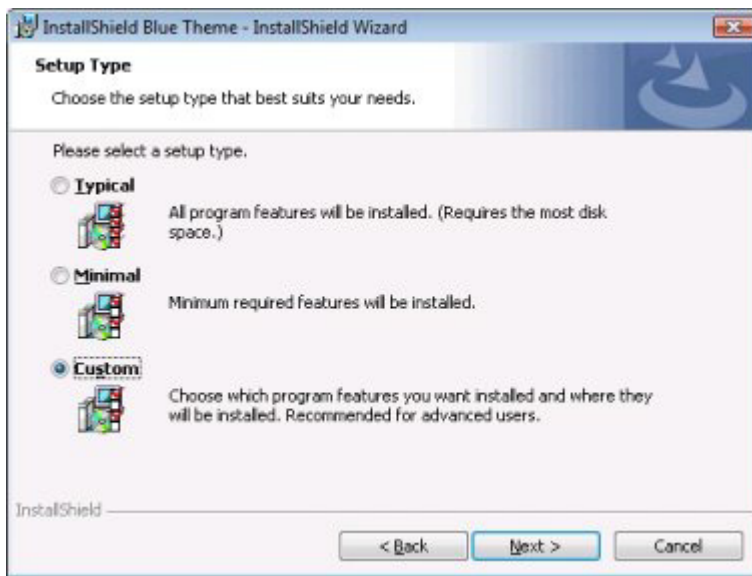 InstallShield Blue Theme - InstallShield Wizard
Setup Type
Choose the setup type that best suits your needs.
Please select a setup type.
Typical
All program features will be installed. (Requires the most disk
space.)
Minimal
Minimum required features will be installed.
Custom
Choose which program features you want installed and where they
will be installed. Recommended for advanced users.
InstallShield
< Back
Next >
Cancel